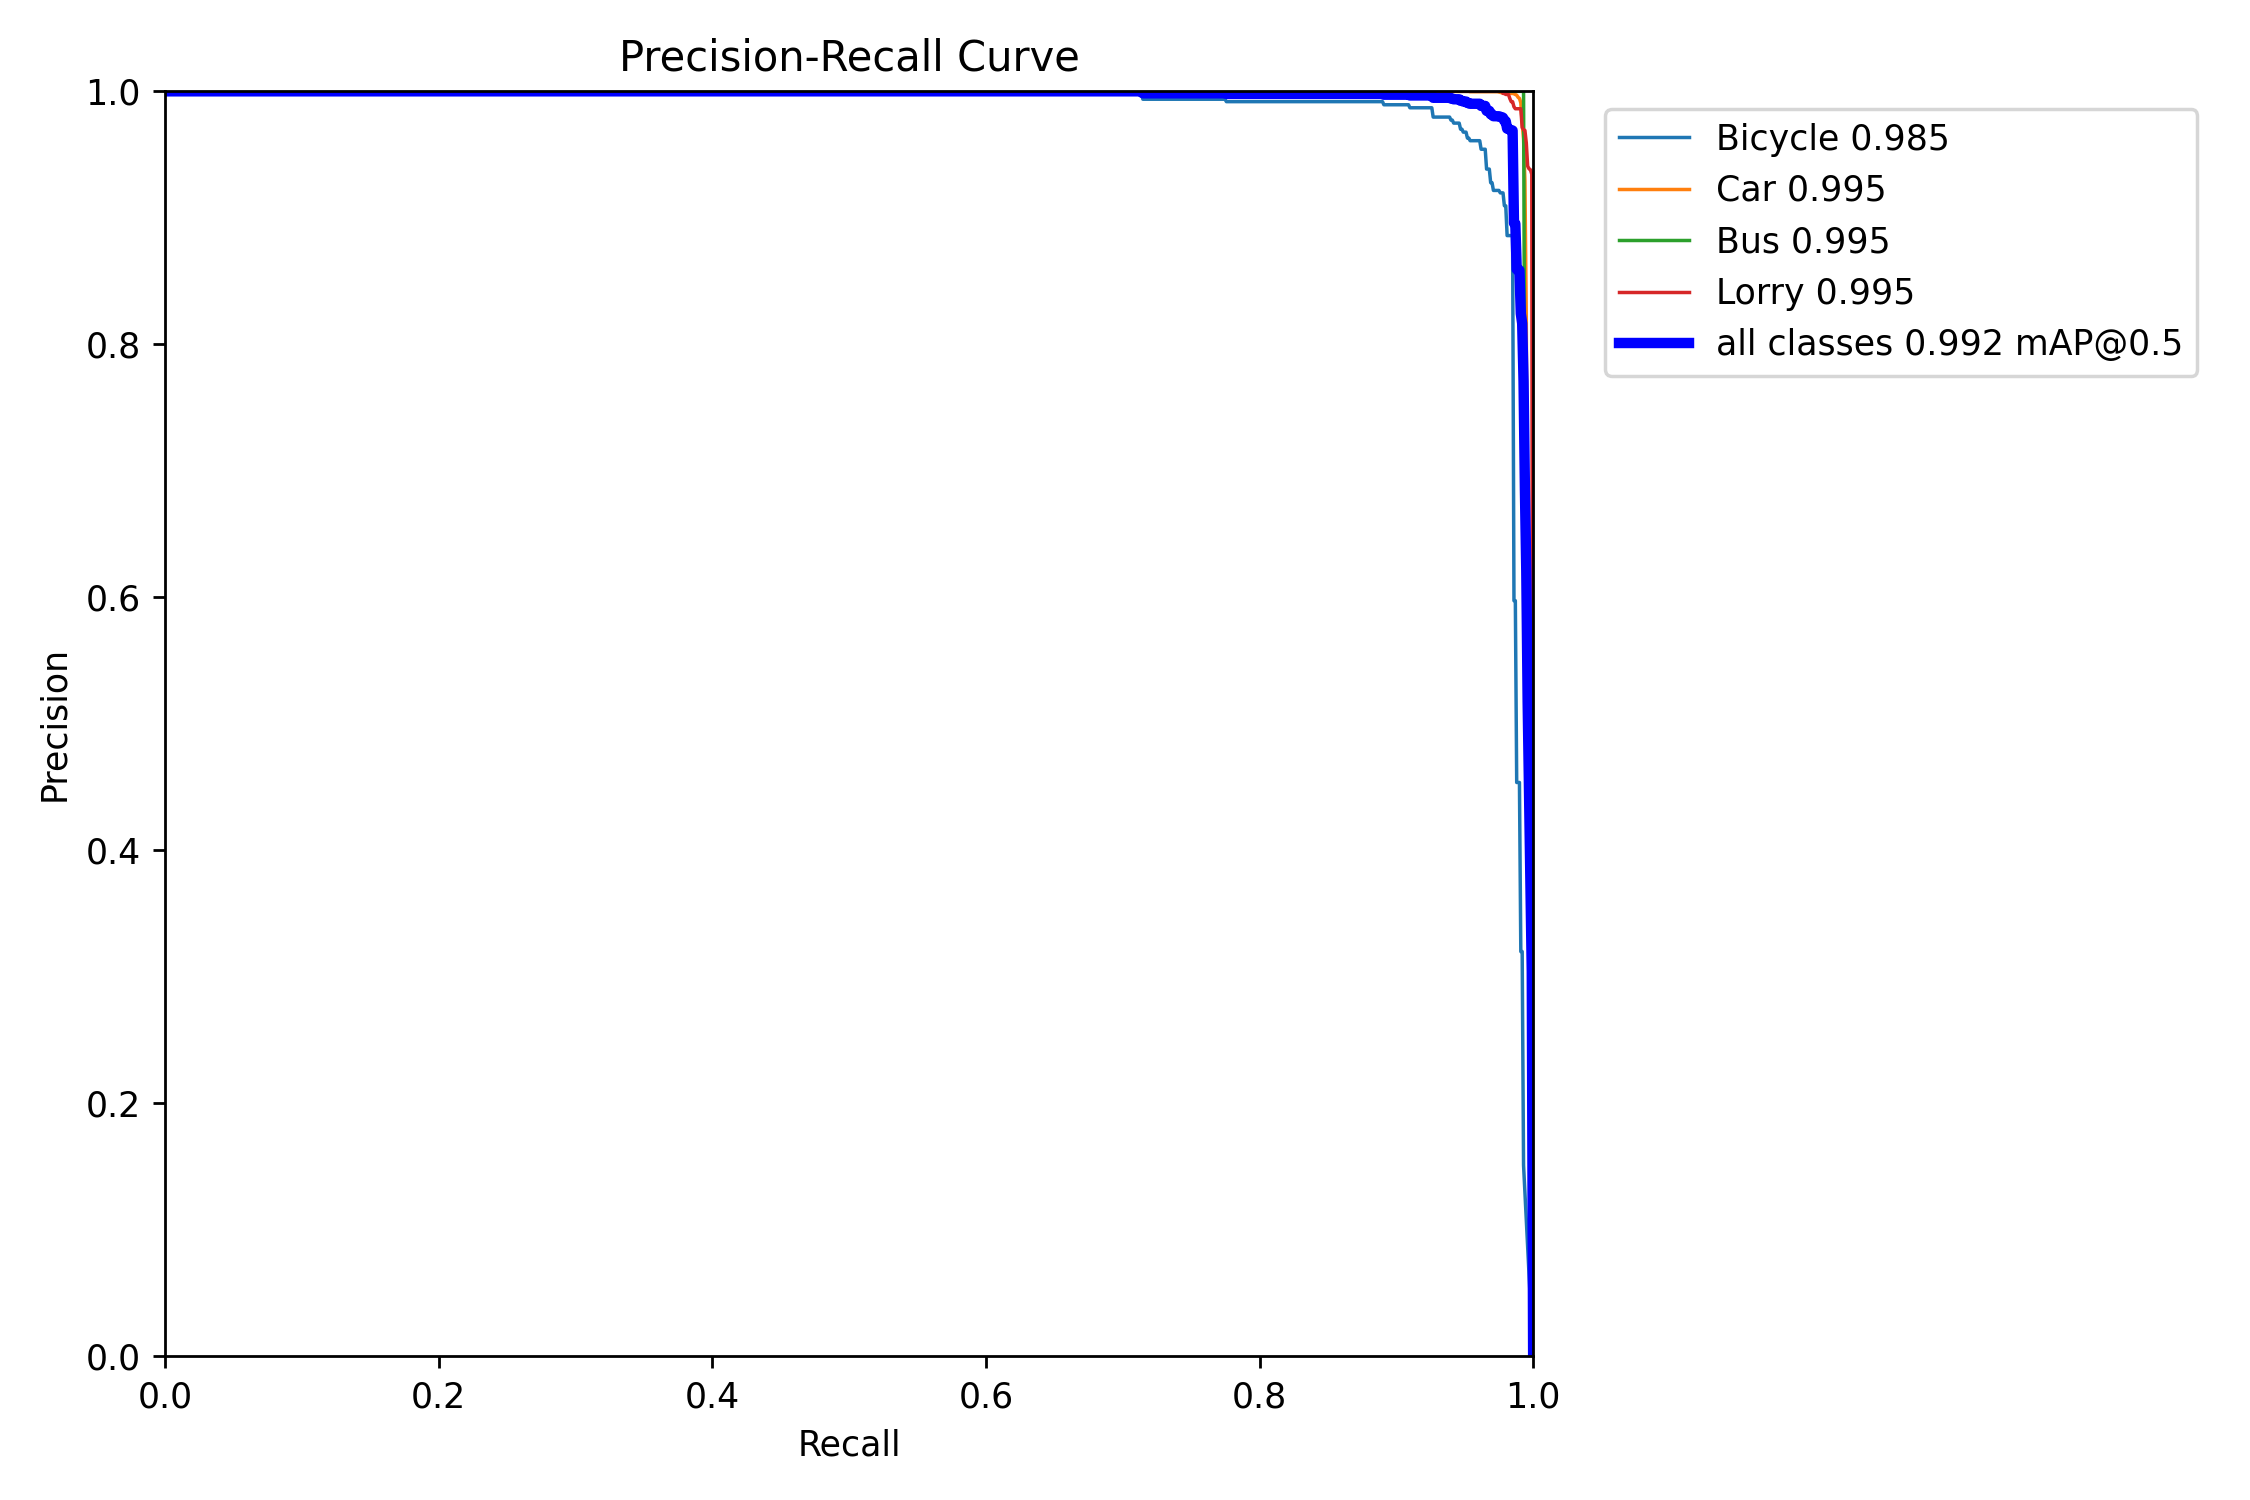 Precision-Recall Curve
1.0
0.8
0.6
0.4
0.2
0.0
Precision
0.0 0.2 0.4 0.6 0.8 1.0
Recall
Bicycle 0.985
Car 0.995
Bus 0.995
Lorry 0.995
all classes 0.992 mAP@0.5